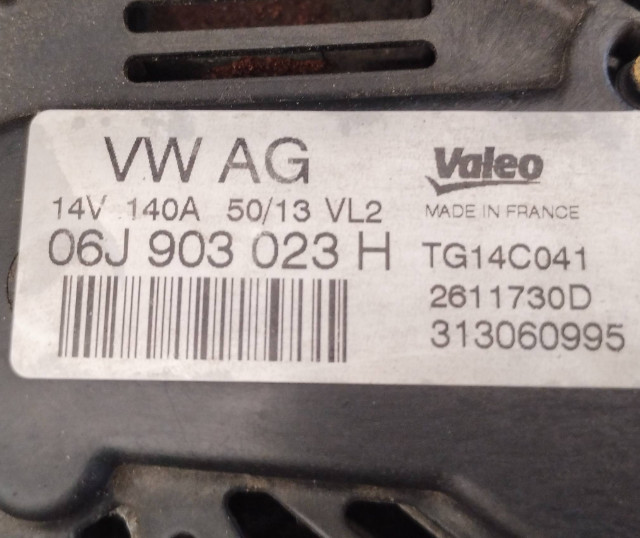 VW AG
14V 140A 50/13 VL2
06J 903 023 H
Valeo
MADE IN FRANCE
TG14C041
2611730D
313060995